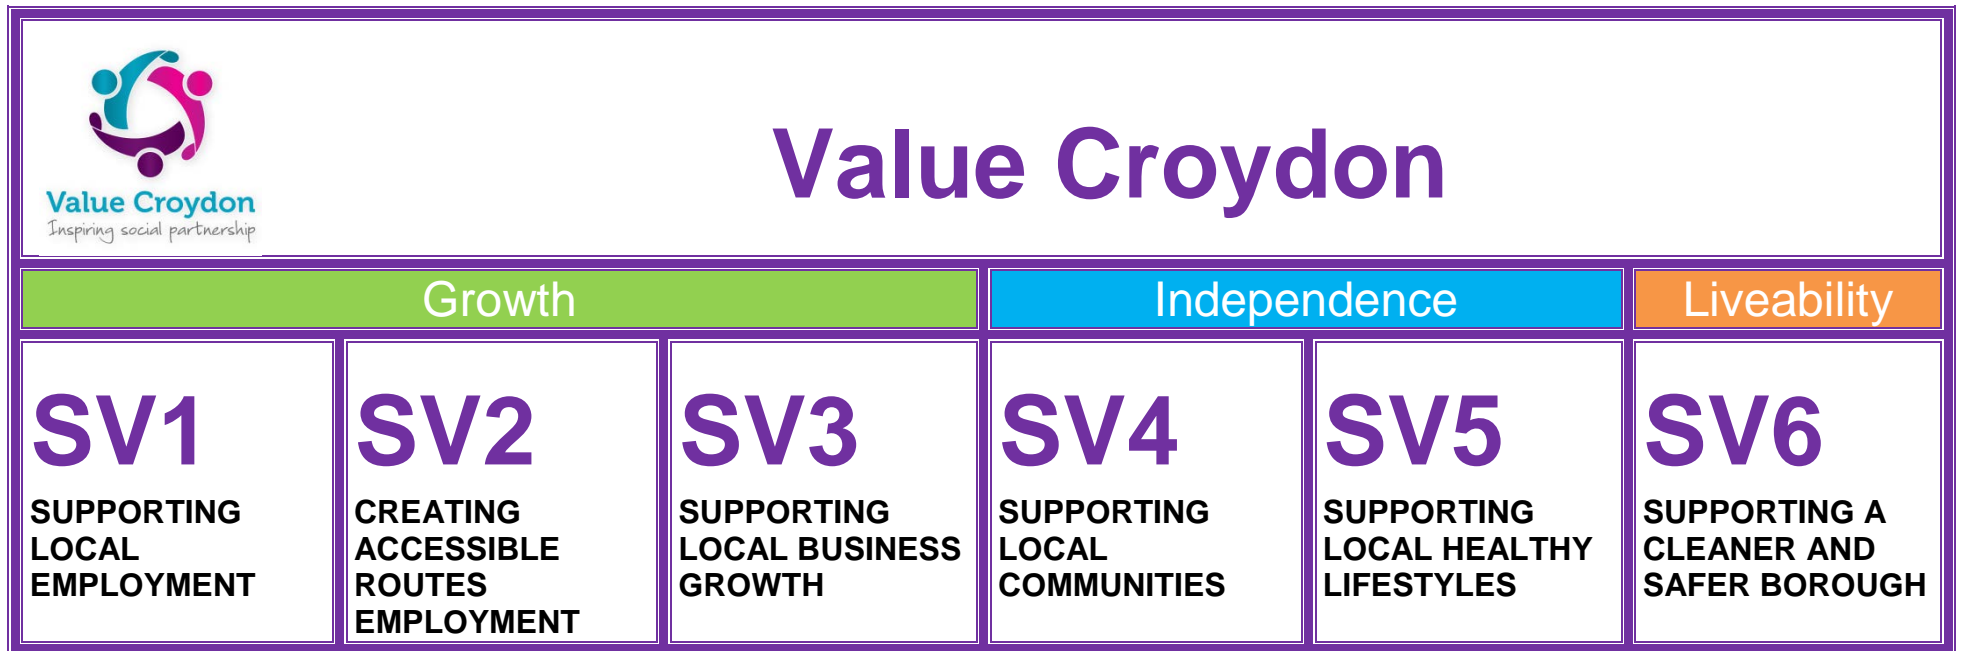 Value Croydon
Inspiring social partnership
Value Croydon
Growth
Independence
Liveability
SV1
SUPPORTING
LOCAL
EMPLOYMENT
SV2
CREATING
ACCESSIBLE
ROUTES
EMPLOYMENT
SV3
SUPPORTING
LOCAL BUSINESS
GROWTH
SV4
SUPPORTING
LOCAL
COMMUNITIES
SV5
SUPPORTING
LOCAL HEALTHY
LIFESTYLES
SV6
SUPPORTING A
CLEANER AND
SAFER BOROUGH